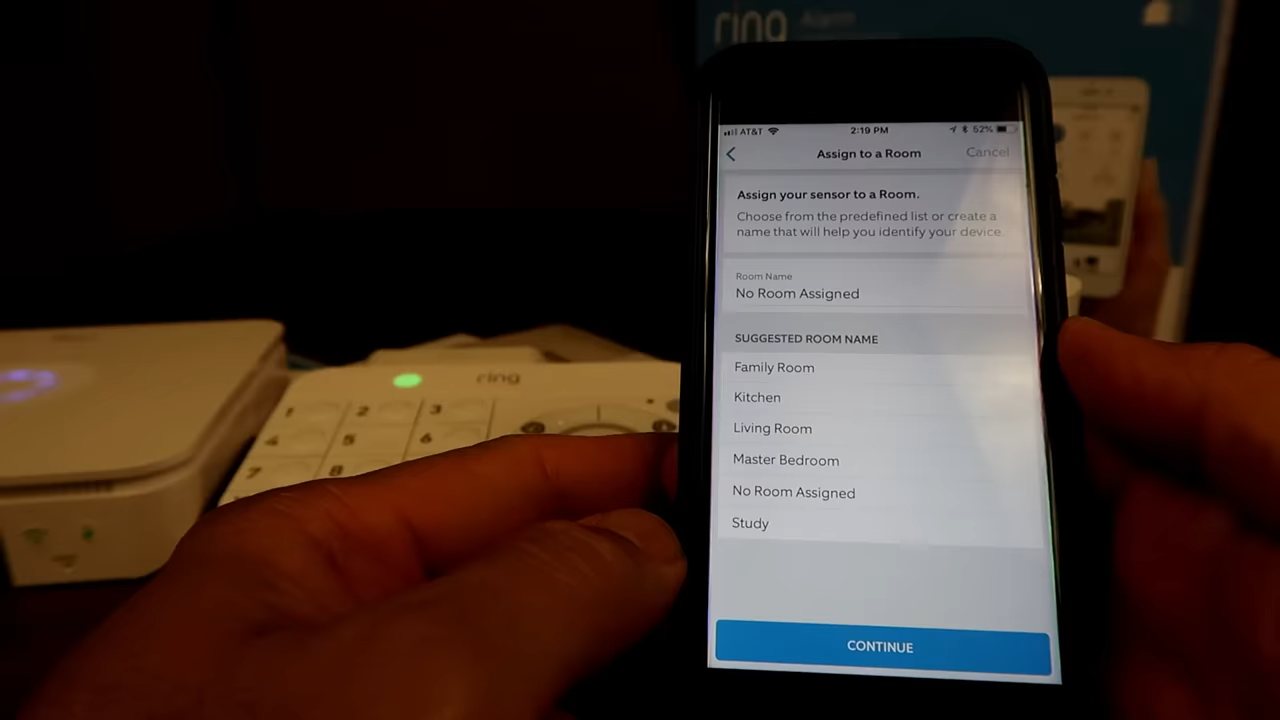 ring Alarm
AT&T 2:19 PM 52%
Assign to a Room Cancel
Assign your sensor to a Room.
Choose from the predefined list or create a
name that will help you identify your device.
Room Name
No Room Assigned
SUGGESTED ROOM NAME
Family Room
Kitchen
Living Room
Master Bedroom
No Room Assigned
Study
CONTINUE
ring
1 2 3
4 5 6
7 8